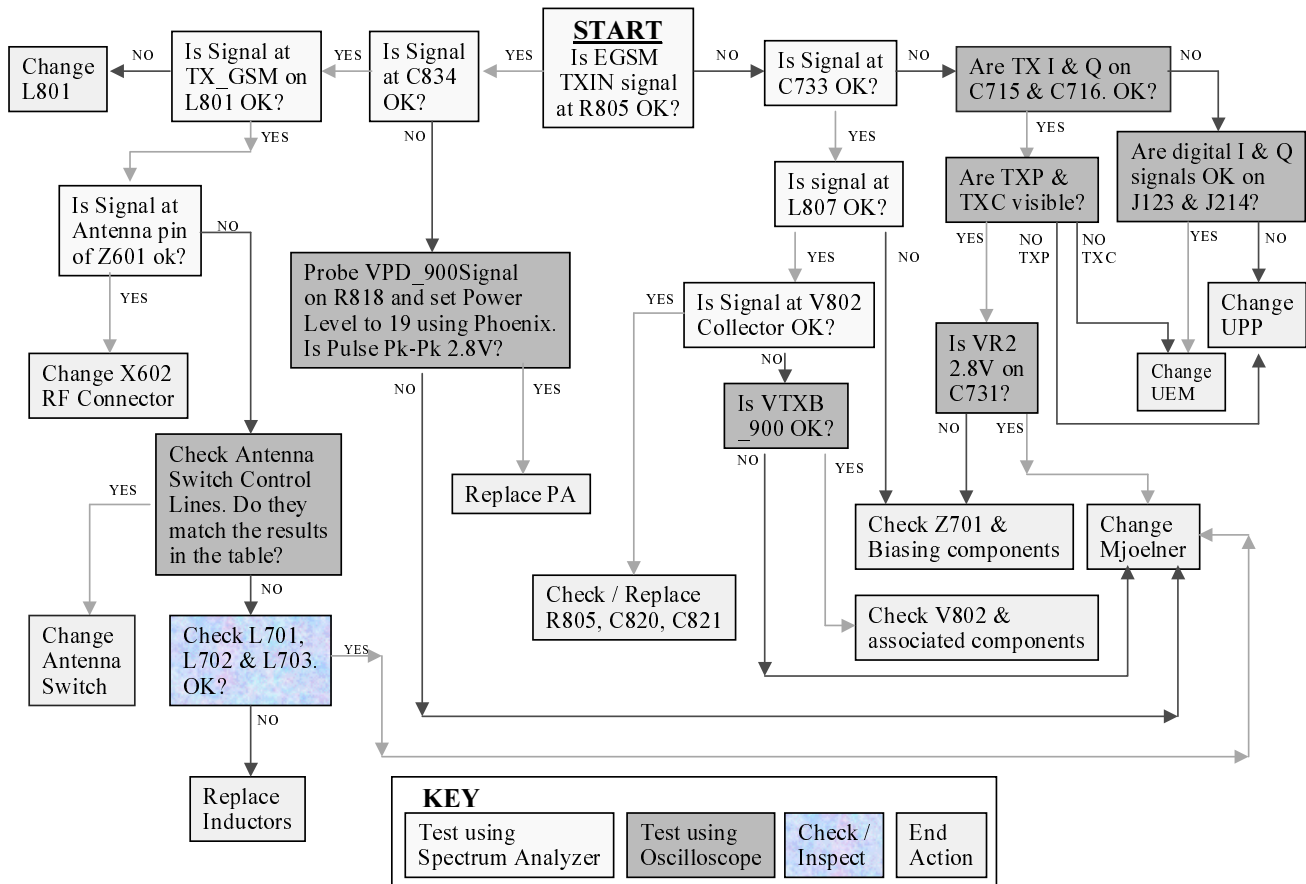 START
Is EGSM
TXIN signal
at R805 OK?
YES
NO
Is Signal
at C834
OK?
YES
NO
Is Signal at
TX_GSM on
L801 OK?
NO
YES
Change
L801
Is Signal at
C733 OK?
NO
YES
Are TX I & Q on
C715 & C716. OK?
NO
YES
Is Signal at
Antenna pin
of Z601 ok?
NO
YES
Is signal at
L807 OK?
YES
NO
Are TXP &
TXC visible?
YES
NO
TXP
NO
TXC
Are digital I & Q
signals OK on
J123 & J214?
YES
NO
Probe VPD_900Signal
on R818 and set Power
Level to 19 using Phoenix.
Is Pulse Pk-Pk 2.8V?
NO
YES
Is Signal at V802
Collector OK?
YES
NO
Change
UPP
Change X602
RF Connector
Is VR2
2.8V on
C731?
NO
YES
Change
UEM
Is VTXB
_900 OK?
NO
YES
Check Antenna
Switch Control
Lines. Do they
match the results
in the table?
YES
NO
Replace PA
Check Z701 &
Biasing components
Change
Mjoelner
Check / Replace
R805, C820, C821
Check V802 &
associated components
Change
Antenna
Switch
Check L701,
L702 & L703.
OK?
YES
NO
Replace
Inductors
KEY
Test using
Spectrum Analyzer
Test using
Oscilloscope
Check /
Inspect
End
Action